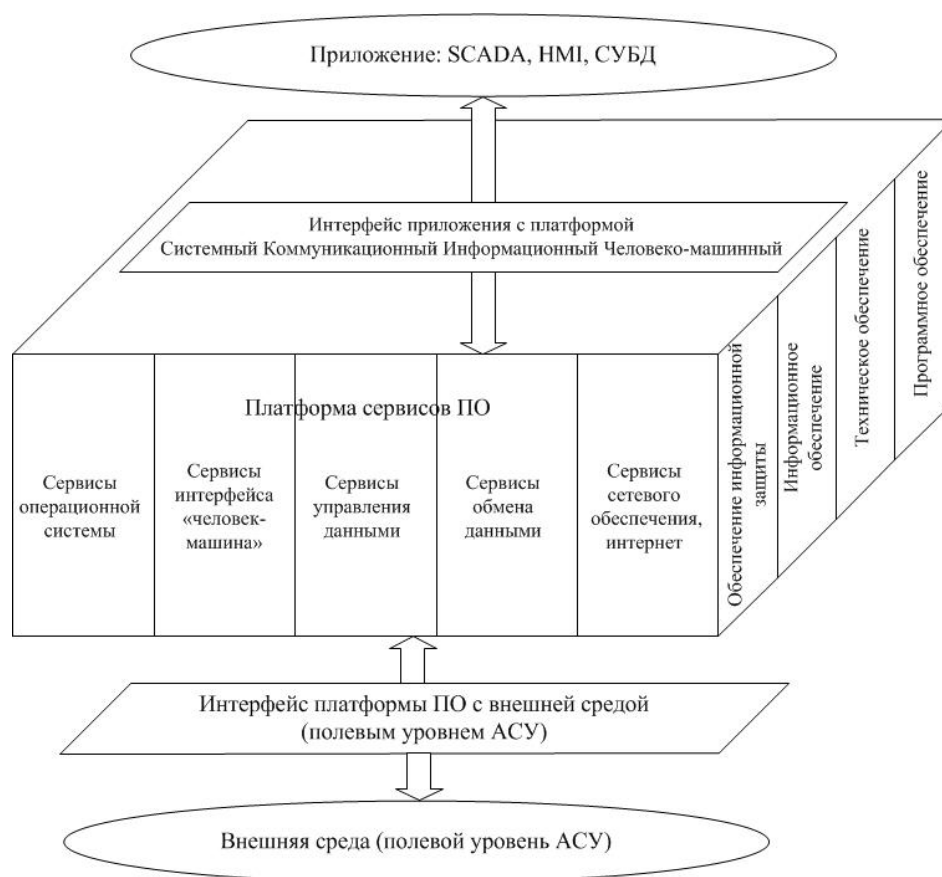 Приложение: SCADA, HMI, СУБД
Интерфейс приложения с платформой
Системный Коммуникационный Информационный Человеко-машинный
Платформа сервисов ПО
Сервисы
операционной
системы
Сервисы
интерфейса
«человек-
машина»
Сервисы
управления
данными
Сервисы
обмена
данными
Сервисы
сетевого
обеспечения,
интернет
Обеспечение информационной
защиты
Информационное
обеспечение
Техническое обеспечение
Программное обеспечение
Интерфейс платформы ПО с внешней средой
(полевым уровнем АСУ)
Внешняя среда (полевой уровень АСУ)